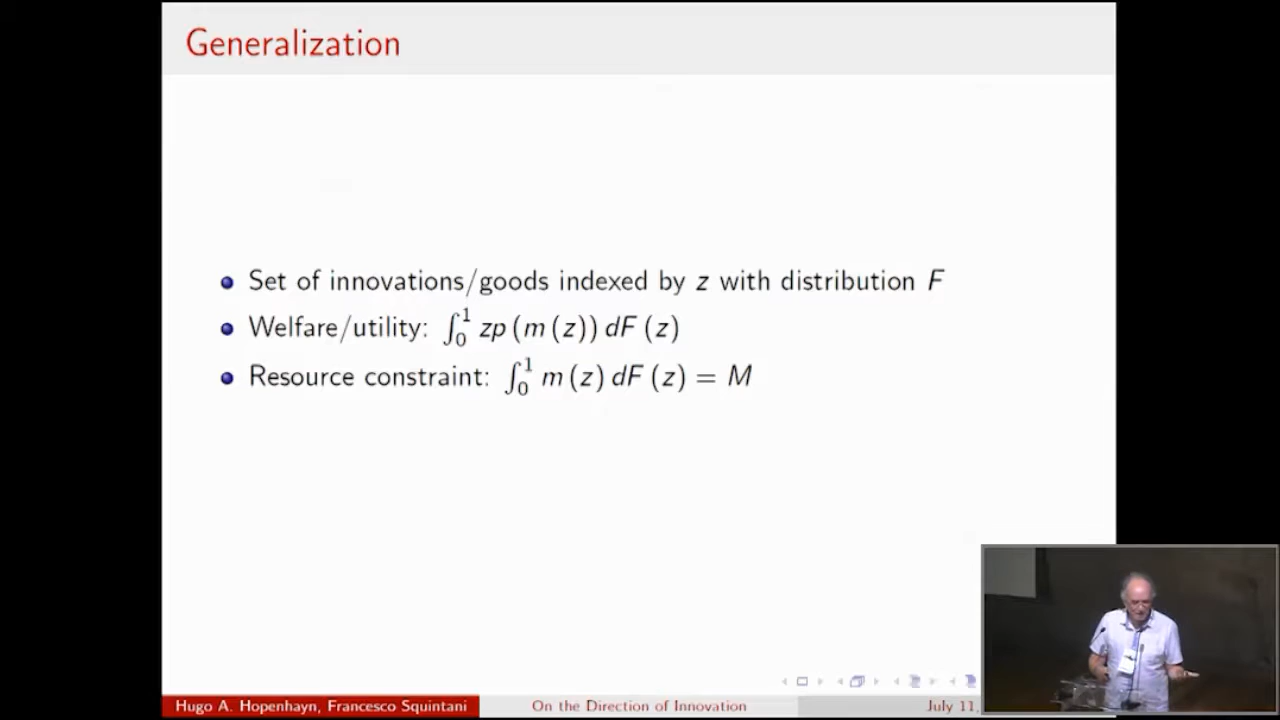 Generalization
Set of innovations/goods indexed by z with distribution F
Welfare/utility: ∫₀¹ zp (m (z)) dF (z)
Resource constraint: ∫₀¹ m (z) dF (z) = M
Hugo A. Hopenhayn, Francesco Squintani On the Direction of Innovation July 11,